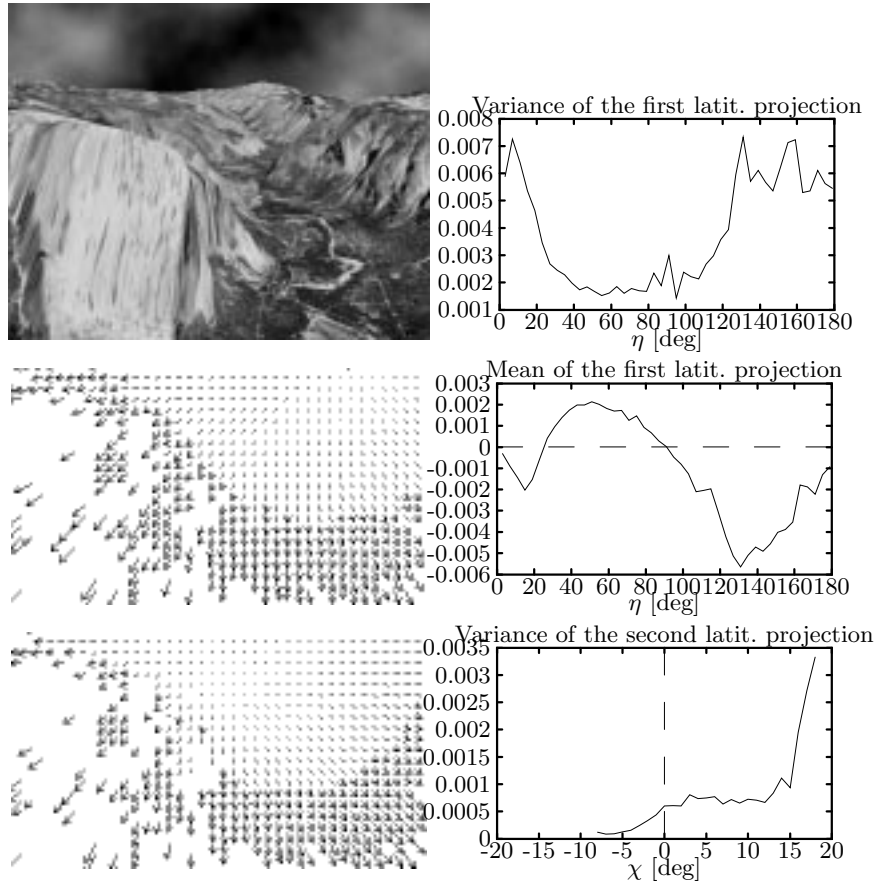 Variance of the first latit. projection
0.008
0.007
0.006
0.005
0.004
0.003
0.002
0.001
0 20 40 60 80 100 120 140 160 180
η [deg]
Mean of the first latit. projection
0.003
0.002
0.001
0
-0.001
-0.002
-0.003
-0.004
-0.005
-0.006
0 20 40 60 80 100 120 140 160 180
η [deg]
Variance of the second latit. projection
0.0035
0.003
0.0025
0.002
0.0015
0.001
0.0005
0
-20 -15 -10 -5 0 5 10 15 20
χ [deg]